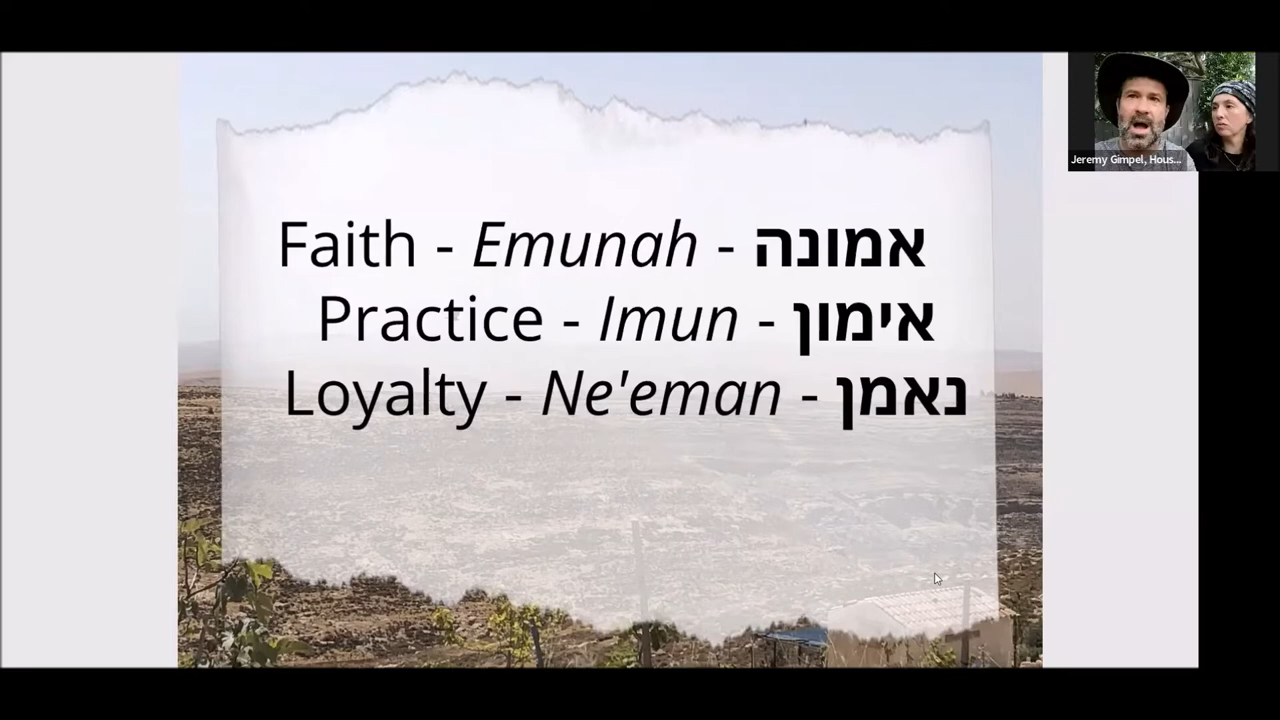 Faith - Emunah - אמונה
Practice - Imun - אימון
Loyalty - Ne'eman - נאמן
Jeremy Gimpel, Hous...